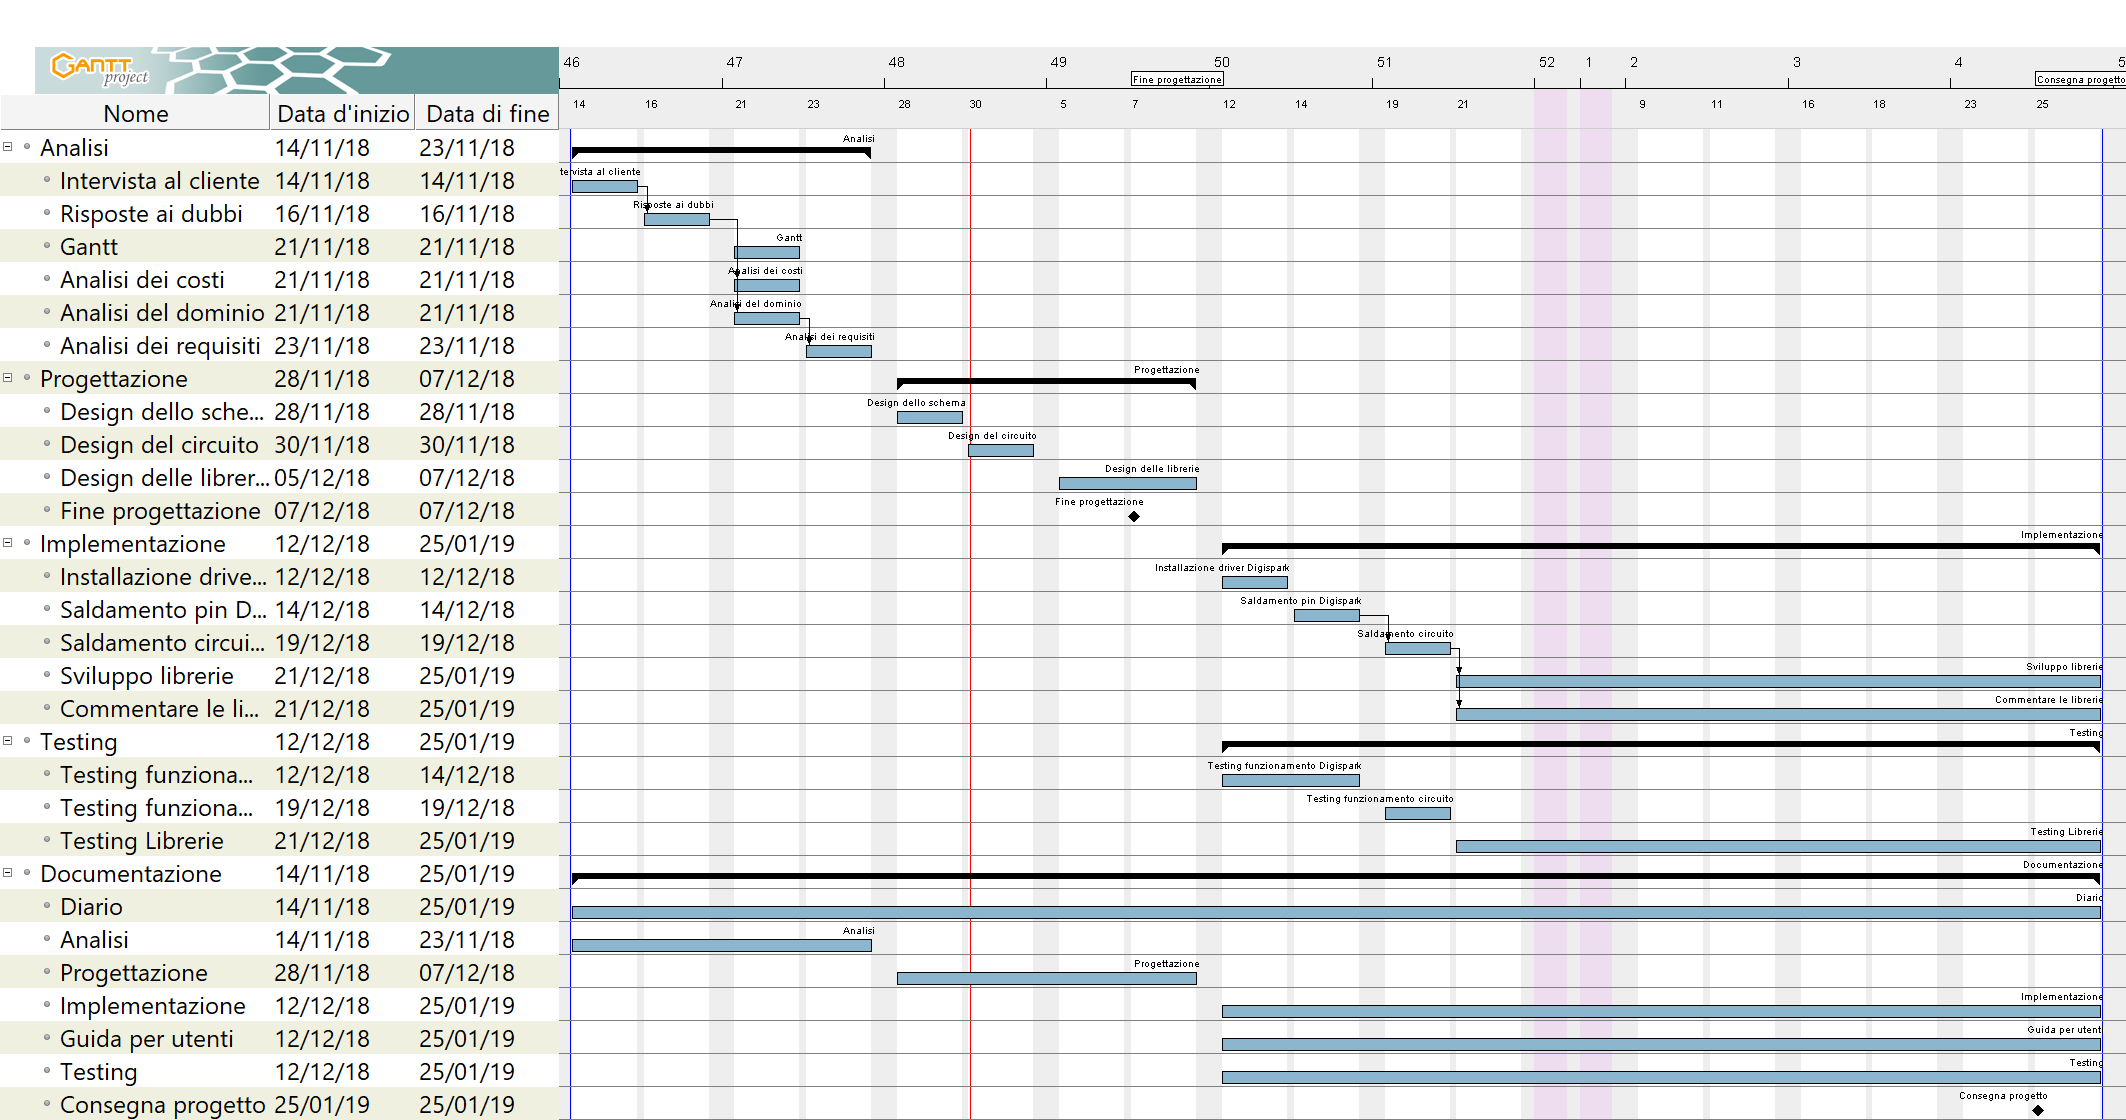 GANTT
project
46 47 48 49 50 51 52 1 2 3 4 5
Fine progettazione Consegna progetto
Nome Data d'inizio Data di fine
14 16 21 23 28 30 5 7 12 14 19 21 9 11 16 18 23 25
Analisi 14/11/18 23/11/18 Analisi
Intervista al cliente 14/11/18 14/11/18 tervista al cliente
Risposte ai dubbi 16/11/18 16/11/18 Risposte ai dubbi
Gantt 21/11/18 21/11/18 Gantt
Analisi dei costi 21/11/18 21/11/18 Analisi dei costi
Analisi del dominio 21/11/18 21/11/18 Analisi del dominio
Analisi dei requisiti 23/11/18 23/11/18 Analisi dei requisiti
Progettazione 28/11/18 07/12/18 Progettazione
Design dello sche... 28/11/18 28/11/18 Design dello schema
Design del circuito 30/11/18 30/11/18 Design del circuito
Design delle librer... 05/12/18 07/12/18 Design delle librerie
Fine progettazione 07/12/18 07/12/18 Fine progettazione
Implementazione 12/12/18 25/01/19 Implementazione
Installazione drive... 12/12/18 12/12/18 Installazione driver Digispark
Saldamento pin D... 14/12/18 14/12/18 Saldamento pin Digispark
Saldamento circui... 19/12/18 19/12/18 Saldamento circuito
Sviluppo librerie 21/12/18 25/01/19 Sviluppo librerie
Commentare le li... 21/12/18 25/01/19 Commentare le librerie
Testing 12/12/18 25/01/19 Testing
Testing funziona... 12/12/18 14/12/18 Testing funzionamento Digispark
Testing funziona... 19/12/18 19/12/18 Testing funzionamento circuito
Testing Librerie 21/12/18 25/01/19 Testing Librerie
Documentazione 14/11/18 25/01/19 Documentazione
Diario 14/11/18 25/01/19 Diario
Analisi 14/11/18 23/11/18 Analisi
Progettazione 28/11/18 07/12/18 Progettazione
Implementazione 12/12/18 25/01/19 Implementazione
Guida per utenti 12/12/18 25/01/19 Guida per utenti
Testing 12/12/18 25/01/19 Testing
Consegna progetto 25/01/19 25/01/19 Consegna progetto